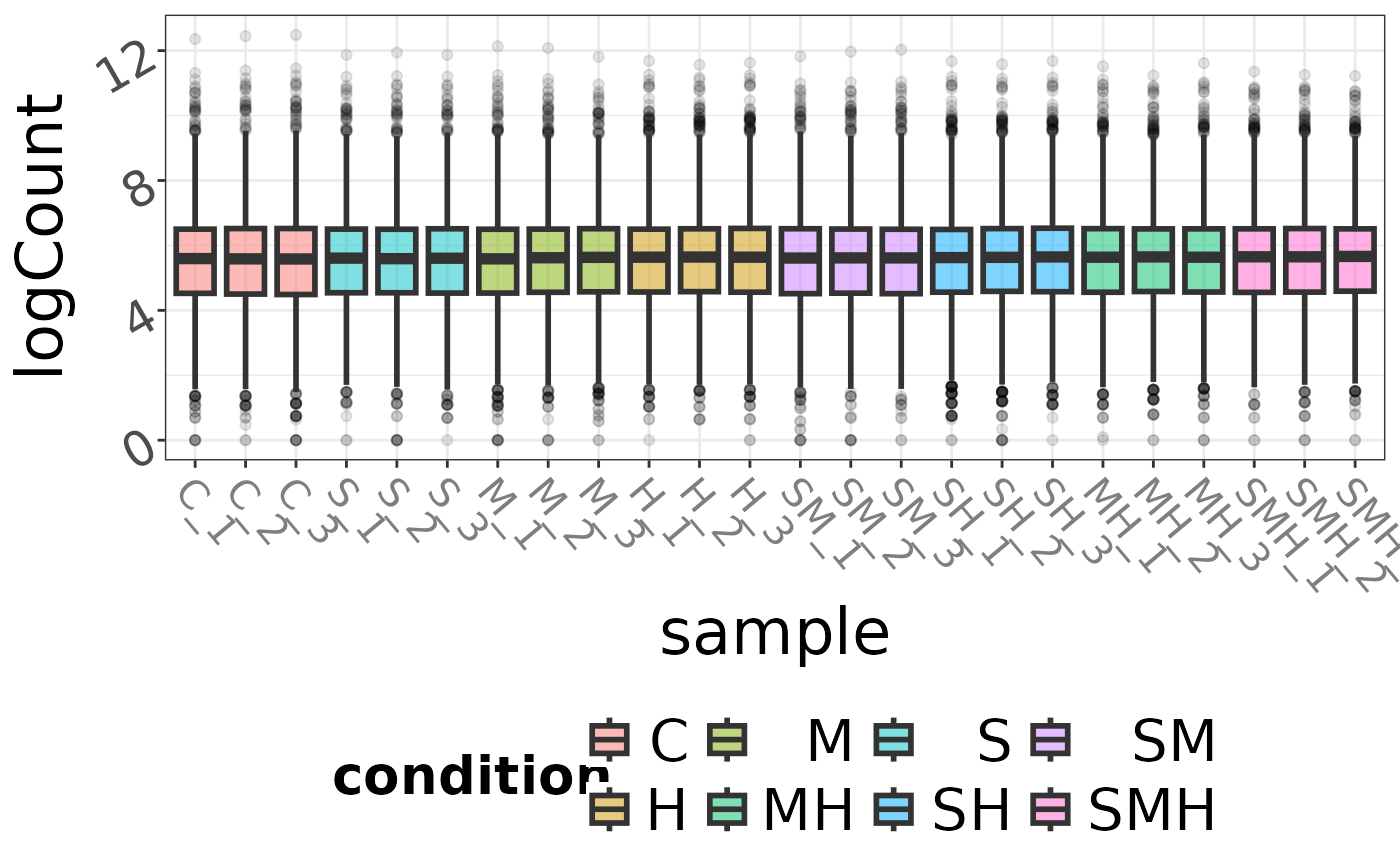 logCount
12
8
4
0
C_1
C_2
C_3
S_1
S_2
S_3
M_1
M_2
M_3
H_1
H_2
H_3
SM_1
SM_2
SM_3
SH_1
SH_2
SH_3
MH_1
MH_2
MH_3
SMH_1
SMH_2
SMH
sample
condition
C M S SM
H MH SH SMH